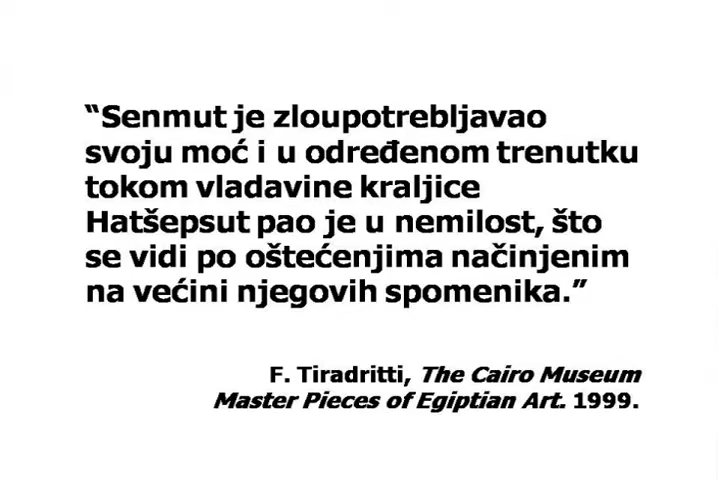 “Senmut je zloupotrebljavao
svoju moć i u određenom trenutku
tokom vladavine kraljice
Hatšepsut pao je u nemilost, što
se vidi po oštećenjima načinjenim
na većini njegovih spomenika.”
F. Tiradritti, The Cairo Museum
Master Pieces of Egiptian Art. 1999.